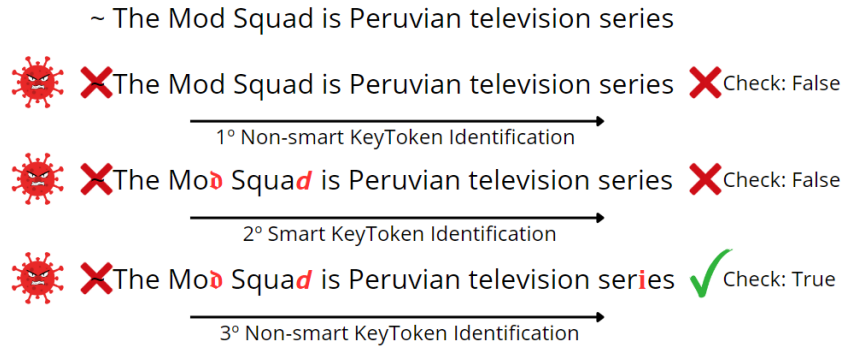 ~ The Mod Squad is Peruvian television series
~The Mod Squad is Peruvian television series Check: False
1º Non-smart KeyToken Identification
~The Mo𝖉 Squa𝙙 is Peruvian television series Check: False
2º Smart KeyToken Identification
~The Mo𝖉 Squa𝙙 is Peruvian television ser𝐢es Check: True
3º Non-smart KeyToken Identification